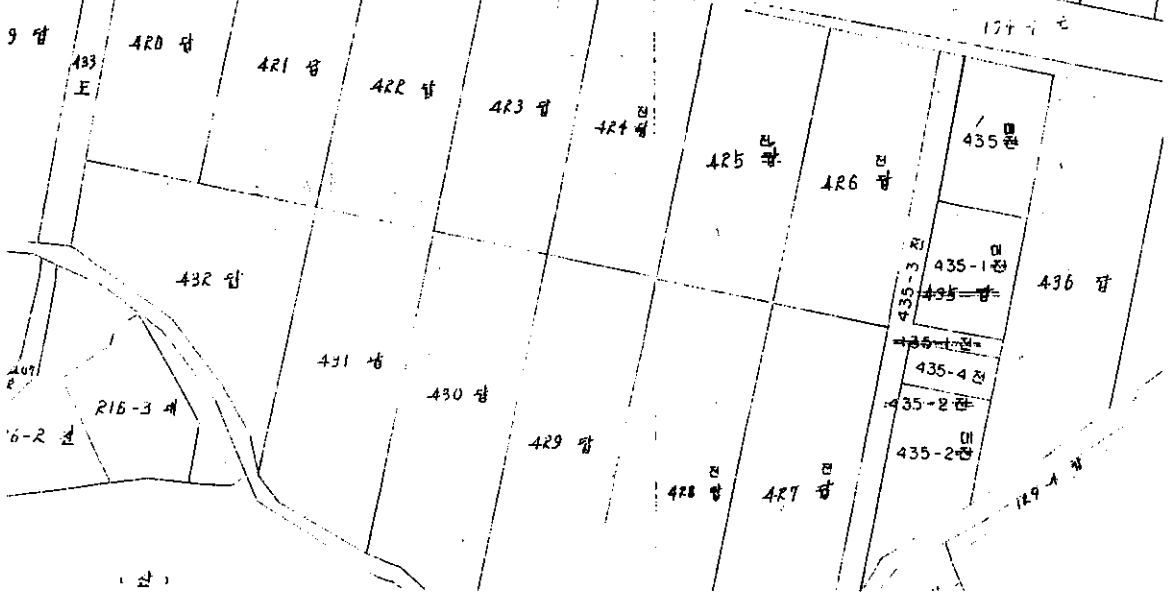 420 답
433
도
421 답
422 답
423 답
424
전
답
425
전
답
426
전
답
435
대
전
435-3 전
435-1
대
전
435 답
436 답
432 답
431 답
430 답
429 답
435-1 전
435-4 전
435-2 전
435-2
대
전
216-3 대
6-2 전
428
전
답
427
전
답
(산)